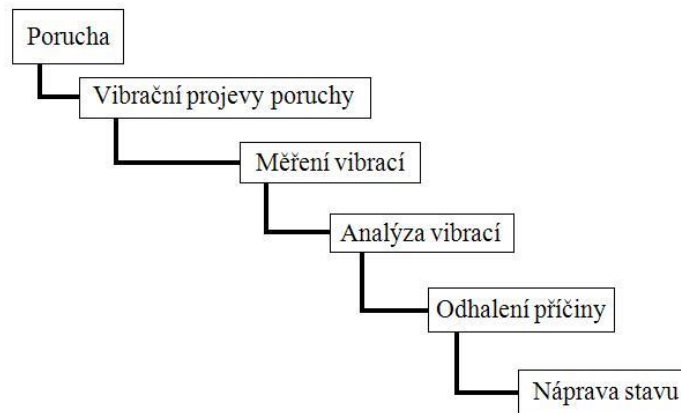 Porucha
Vibrační projevy poruchy
Měření vibrací
Analýza vibrací
Odhalení příčiny
Náprava stavu